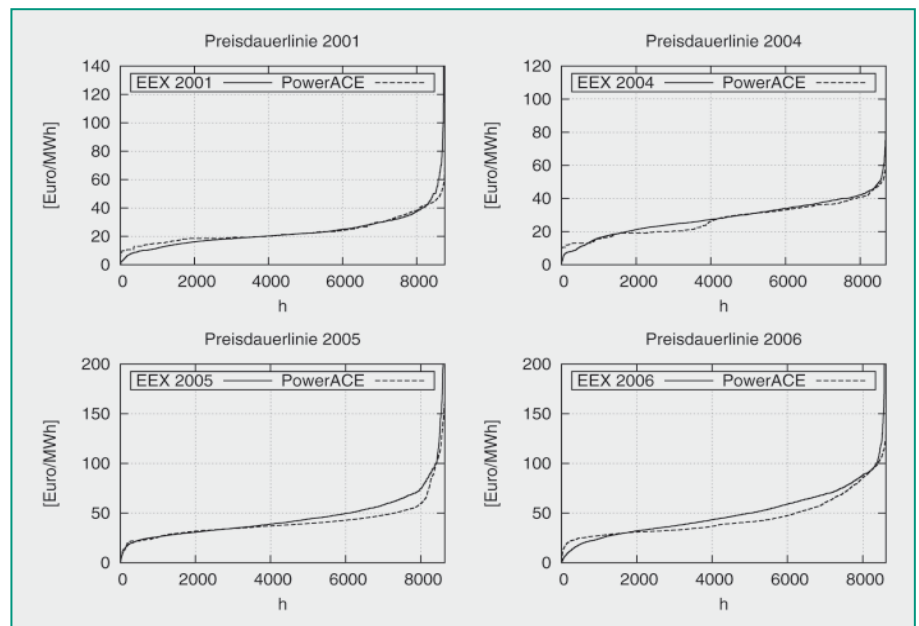 Preisdauerlinie 2001
140
120
100
80
60
40
20
0
[Euro/MWh]
EEX 2001
PowerACE
0 2000 4000 6000 8000
h
Preisdauerlinie 2004
120
100
80
60
40
20
0
[Euro/MWh]
EEX 2004
PowerACE
0 2000 4000 6000 8000
h
Preisdauerlinie 2005
200
150
100
50
0
[Euro/MWh]
EEX 2005
PowerACE
0 2000 4000 6000 8000
h
Preisdauerlinie 2006
200
150
100
50
0
[Euro/MWh]
EEX 2006
PowerACE
0 2000 4000 6000 8000
h